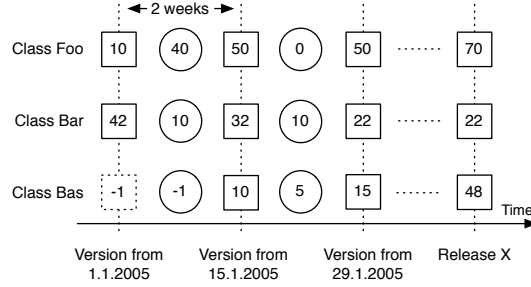 2 weeks
Class Foo 10 40 50 0 50 70
Class Bar 42 10 32 10 22 22
Class Bas -1 -1 10 5 15 48
Time
Version from Version from Version from Release X
1.1.2005 15.1.2005 29.1.2005